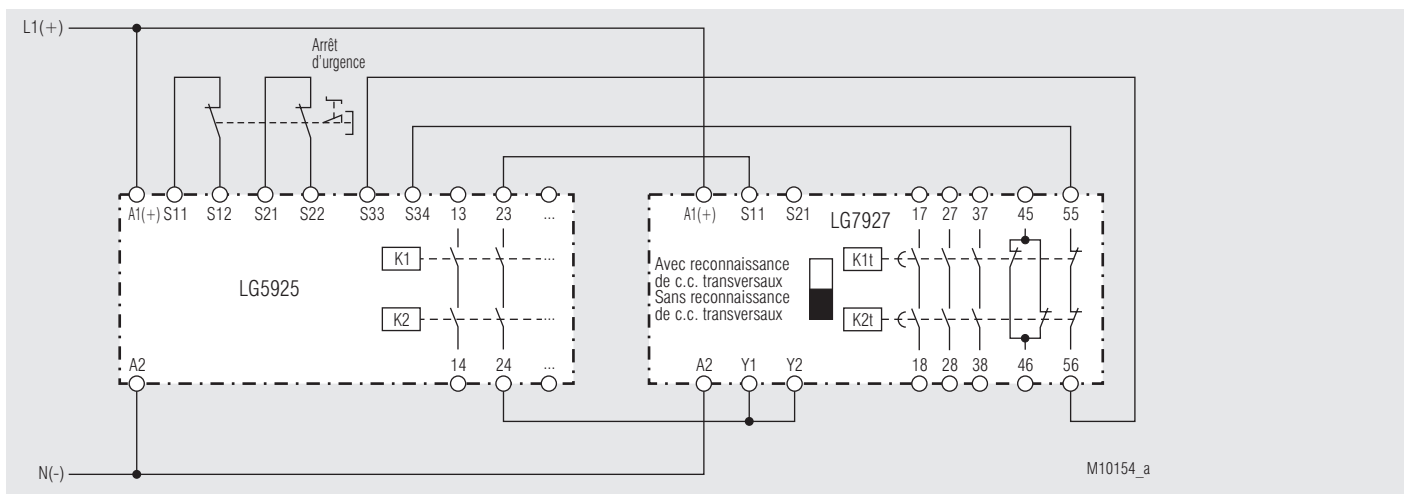 L1(+)
Arrêt
d'urgence
A1(+) S11 S12 S21 S22 S33 S34 13 23 ...
A1(+) S11 S21 LG7927 17 27 37 45 55
K1 ...
LG5925
K2 ...
Avec reconnaissance
de c.c. transversaux
Sans reconnaissance
de c.c. transversaux
K1t
K2t
A2 14 24 ...
A2 Y1 Y2 18 28 38 46 56
N(-)
M10154_a